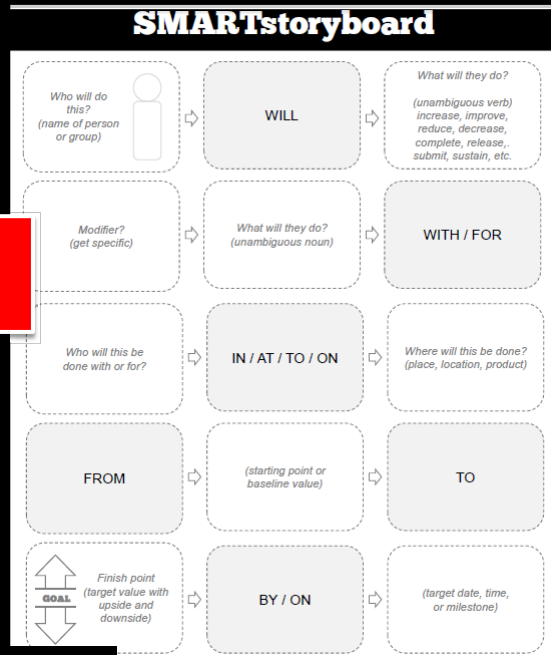 SMARTstoryboard
Who will do
this?
(name of person
or group)
WILL
What will they do?
(unambiguous verb)
increase, improve,
reduce, decrease,
complete, release,.
submit, sustain, etc.
Modifier?
(get specific)
What will they do?
(unambiguous noun)
WITH / FOR
Who will this be
done with or for?
IN / AT / TO / ON
Where will this be done?
(place, location, product)
FROM
(starting point or
baseline value)
TO
GOAL
Finish point
(target value with
upside and
downside)
BY / ON
(target date, time,
or milestone)